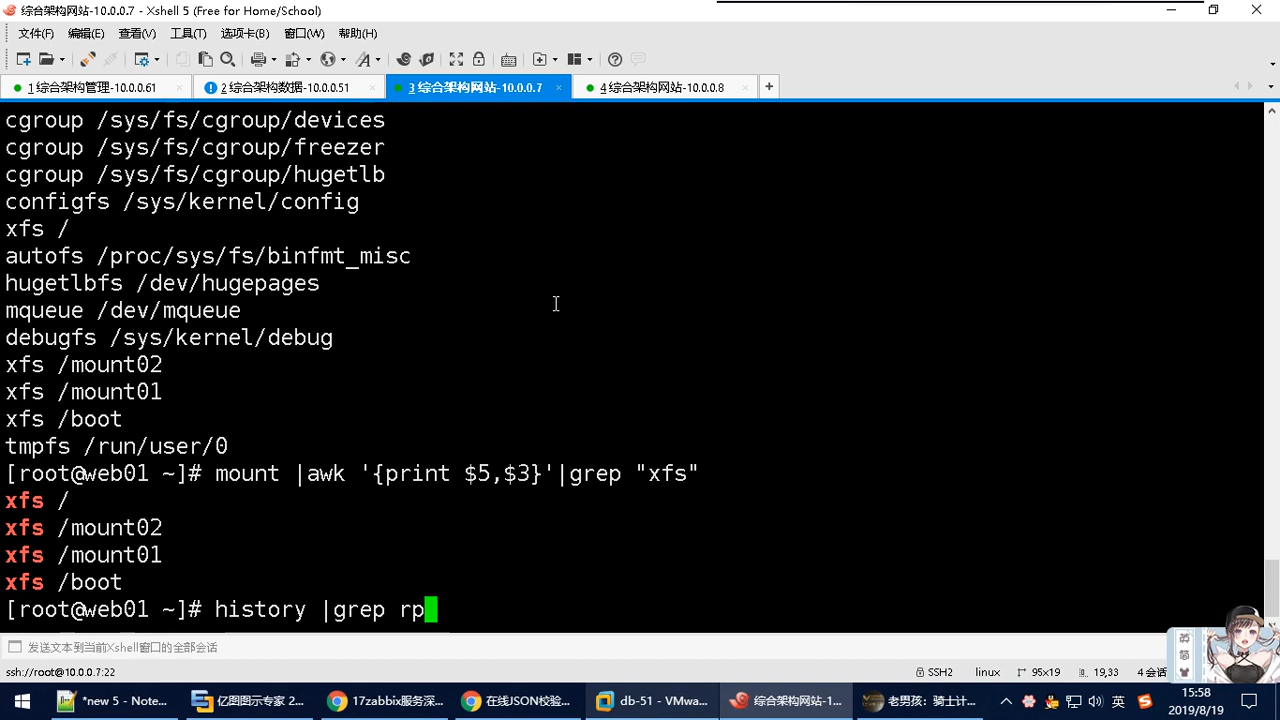 综合架构网站-10.0.0.7 - Xshell 5 (Free for Home/School)
文件(F) 编辑(E) 查看(V) 工具(T) 选项卡(B) 窗口(W) 帮助(H)
1 综合架构管理-10.0.0.61 2 综合架构数据-10.0.0.51 3 综合架构网站-10.0.0.7 4 综合架构网站-10.0.0.8
cgroup /sys/fs/cgroup/devices
cgroup /sys/fs/cgroup/freezer
cgroup /sys/fs/cgroup/hugetlb
configfs /sys/kernel/config
xfs /
autofs /proc/sys/fs/binfmt_misc
hugetlbfs /dev/hugepages
mqueue /dev/mqueue
debugfs /sys/kernel/debug
xfs /mount02
xfs /mount01
xfs /boot
tmpfs /run/user/0
[root@web01 ~]# mount |awk '{print $5,$3}'|grep "xfs"
xfs /
xfs /mount02
xfs /mount01
xfs /boot
[root@web01 ~]# history |grep rp
发送文本到当前Xshell窗口的全部会话
英
简
ssh://root@10.0.0.7:22 SSH2 linux 95x19 19,33 4 会话
*new 5 - Note... 亿图图示专家 2... 17zabbix服务深... 在线JSON校验... db-51 - VMwa... 综合架构网站-1... 老男孩：骑士计... 英 15:58
2019/8/19